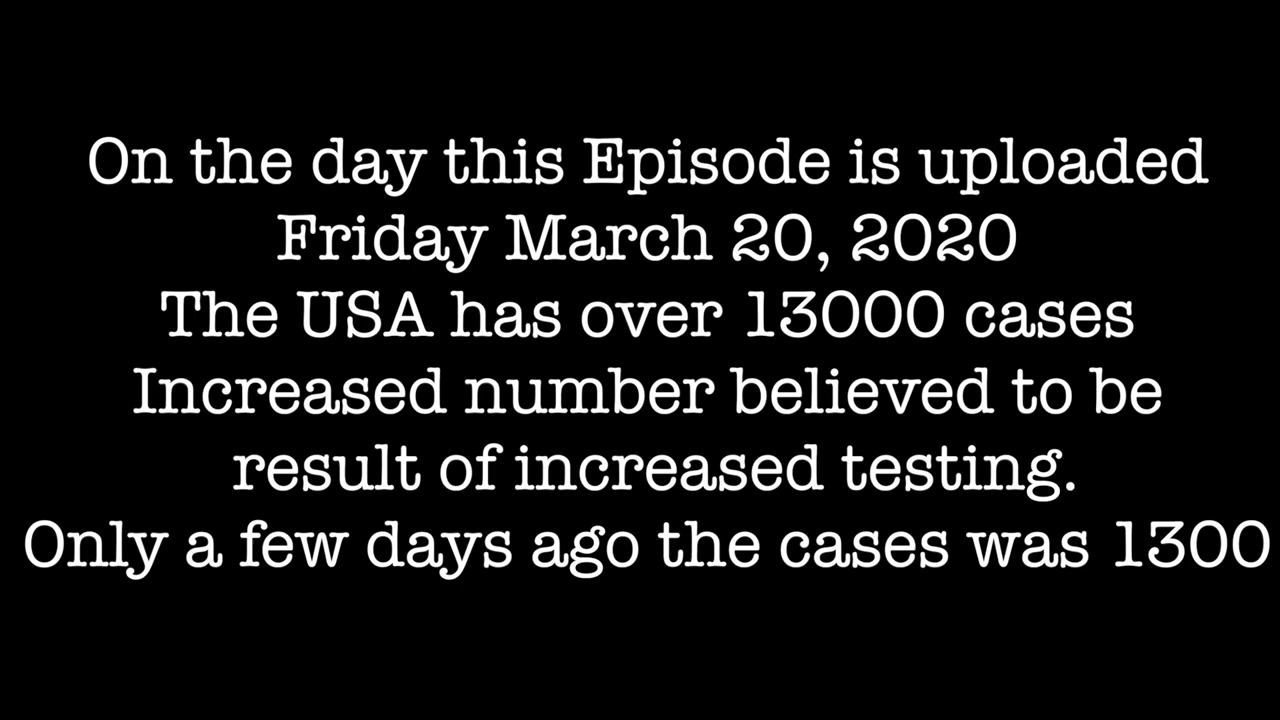 On the day this Episode is uploaded
Friday March 20, 2020
The USA has over 13000 cases
Increased number believed to be
result of increased testing.
Only a few days ago the cases was 1300